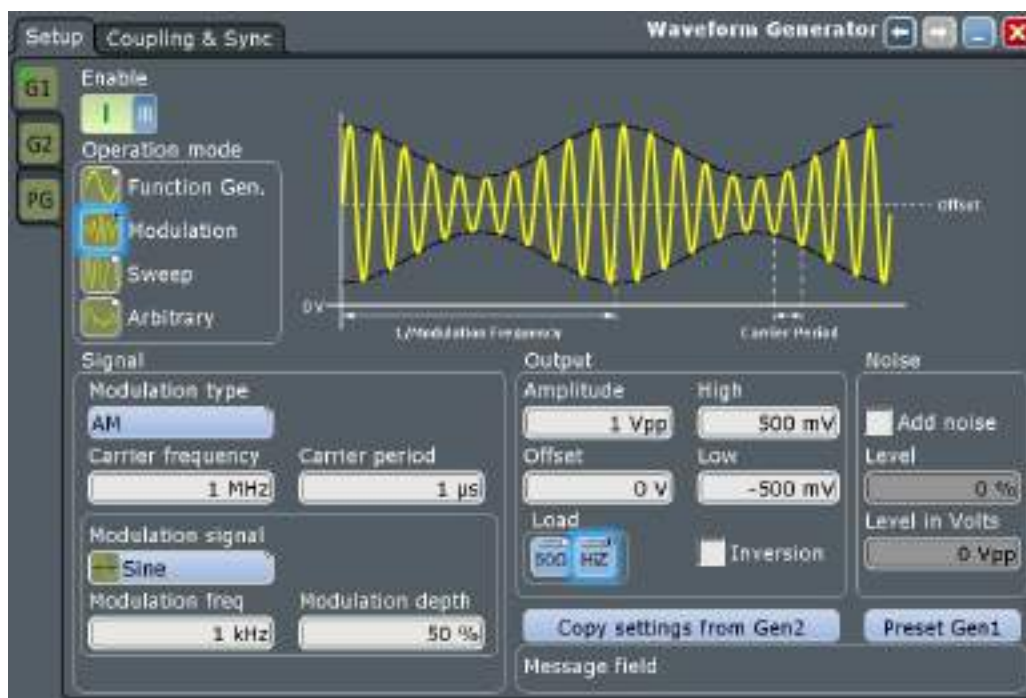 Setup
Coupling & Sync
Waveform Generator
G1
G2
PG
Enable
Operation mode
Function Gen.
Modulation
Sweep
Arbitrary
Offset
0 V
1/Modulation Frequency
Carrier Period
Signal
Modulation type
AM
Carrier frequency
Carrier period
1 MHz
1 µs
Modulation signal
Sine
Modulation freq
Modulation depth
1 kHz
50 %
Output
Amplitude
High
1 Vpp
500 mV
Offset
Low
0 V
-500 mV
Load
50Ω
HiZ
Inversion
Noise
Add noise
Level
0 %
Level in Volts
0 Vpp
Copy settings from Gen2
Preset Gen1
Message field